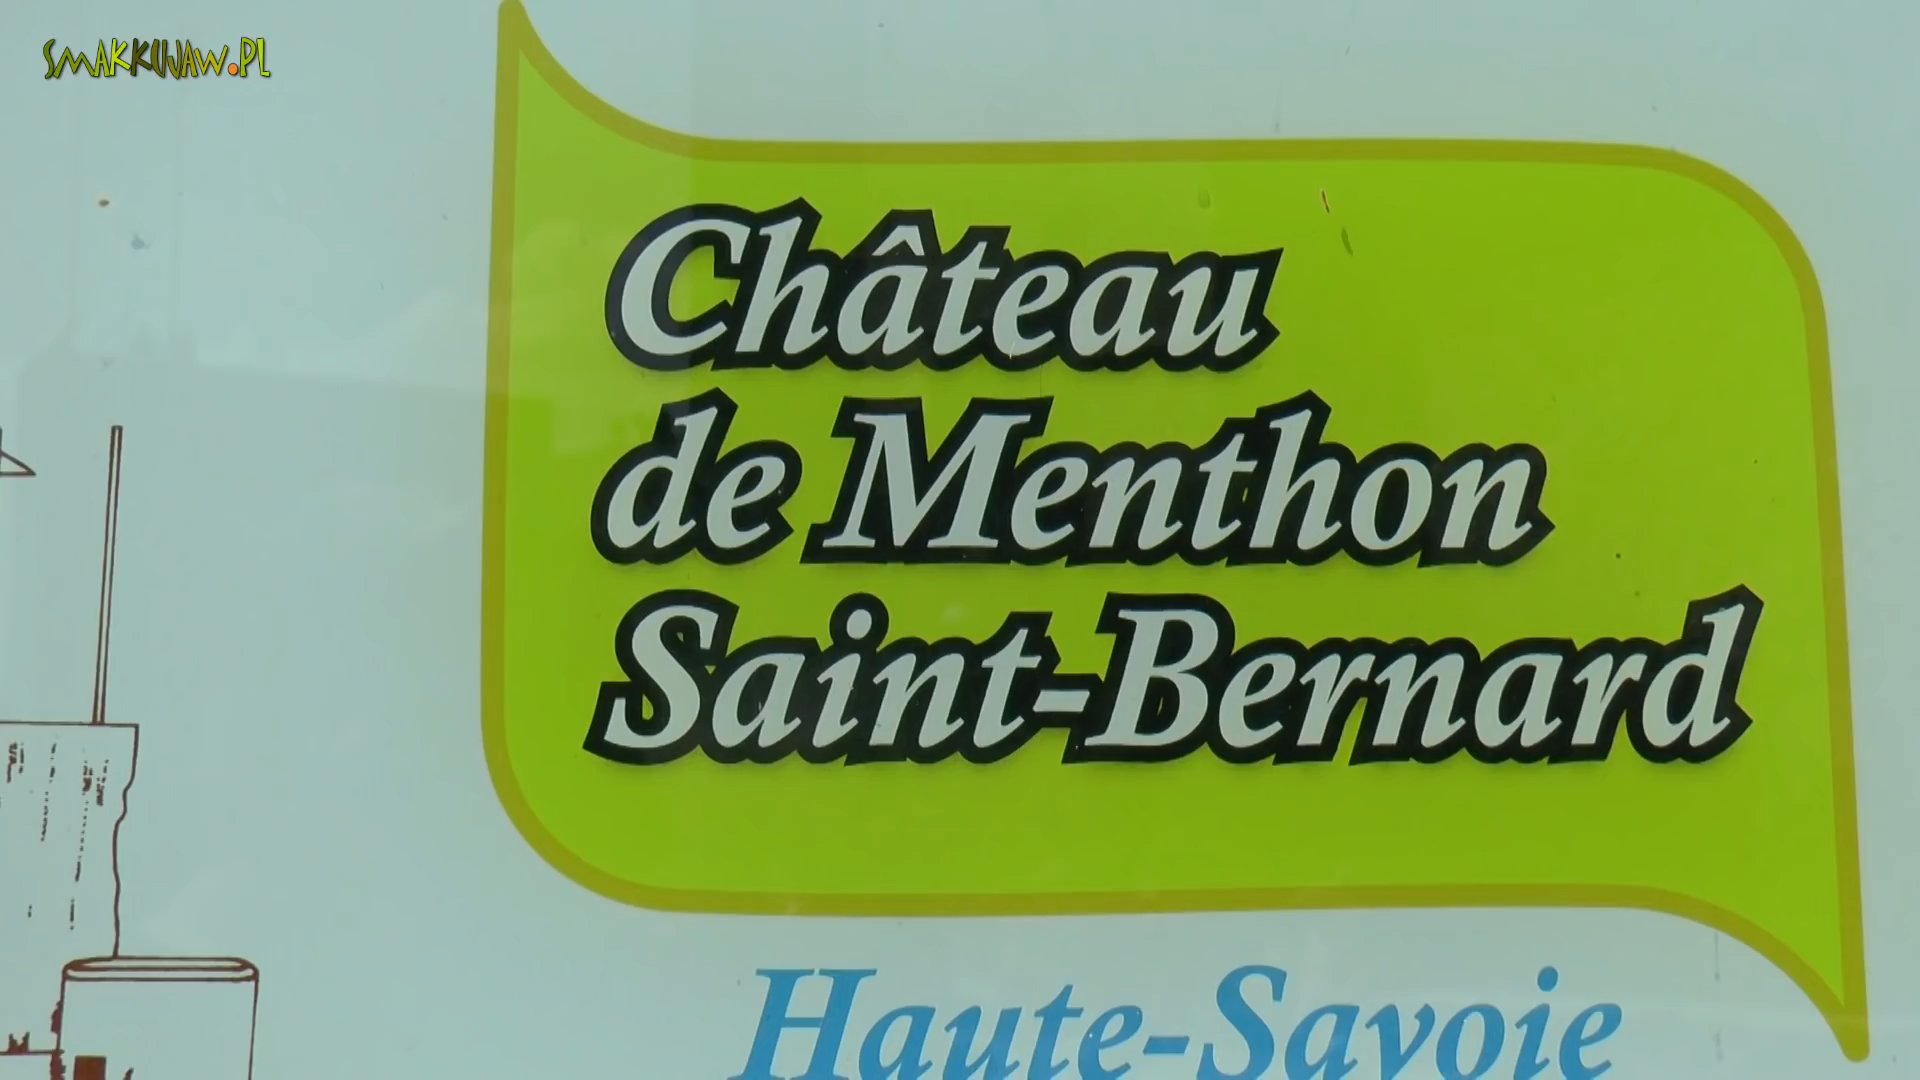 SMAKKUJAW.PL
Château
de Menthon
Saint-Bernard
Haute-Savoie